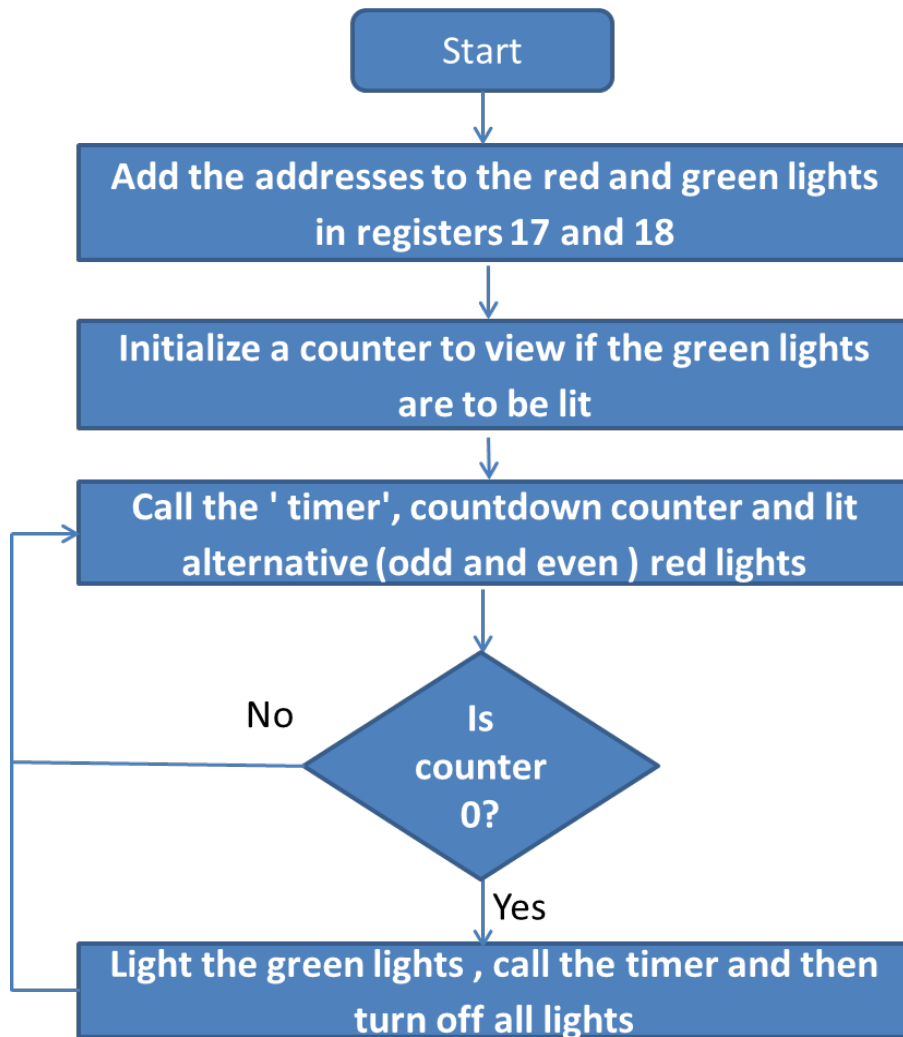 Start
Add the addresses to the red and green lights
in registers 17 and 18
Initialize a counter to view if the green lights
are to be lit
Call the ' timer', countdown counter and lit
alternative (odd and even ) red lights
No
Is
counter
0?
Yes
Light the green lights , call the timer and then
turn off all lights